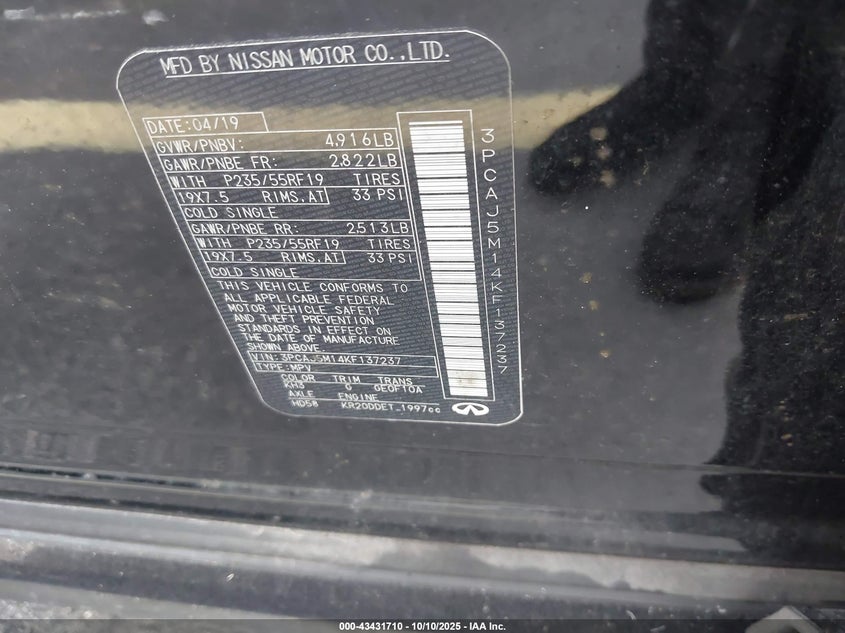 MFD BY NISSAN MOTOR CO.,LTD.
DATE:04/19
GVWR/PNBV: 4,916LB
GAWR/PNBE FR: 2,822LB
WITH P235/55RF19 TIRES
19X7.5 RIMS.AT 33 PSI
COLD SINGLE
GAWR/PNBE RR: 2,513LB
WITH P235/55RF19 TIRES
19X7.5 RIMS.AT 33 PSI
COLD SINGLE
THIS VEHICLE CONFORMS TO
ALL APPLICABLE FEDERAL
MOTOR VEHICLE SAFETY
AND THEFT PREVENTION
STANDARDS IN EFFECT ON
THE DATE OF MANUFACTURE
SHOWN ABOVE
VIN:3PCAJ5M14KF137237
TYPE:MPV
COLOR TRIM TRANS
KH3 G GEOF10A
AXLE ENGINE
HD58 KR20DDET 1997cc
3PCAJ5M14KF137237
000-43431710 - 10/10/2025 - IAA Inc.